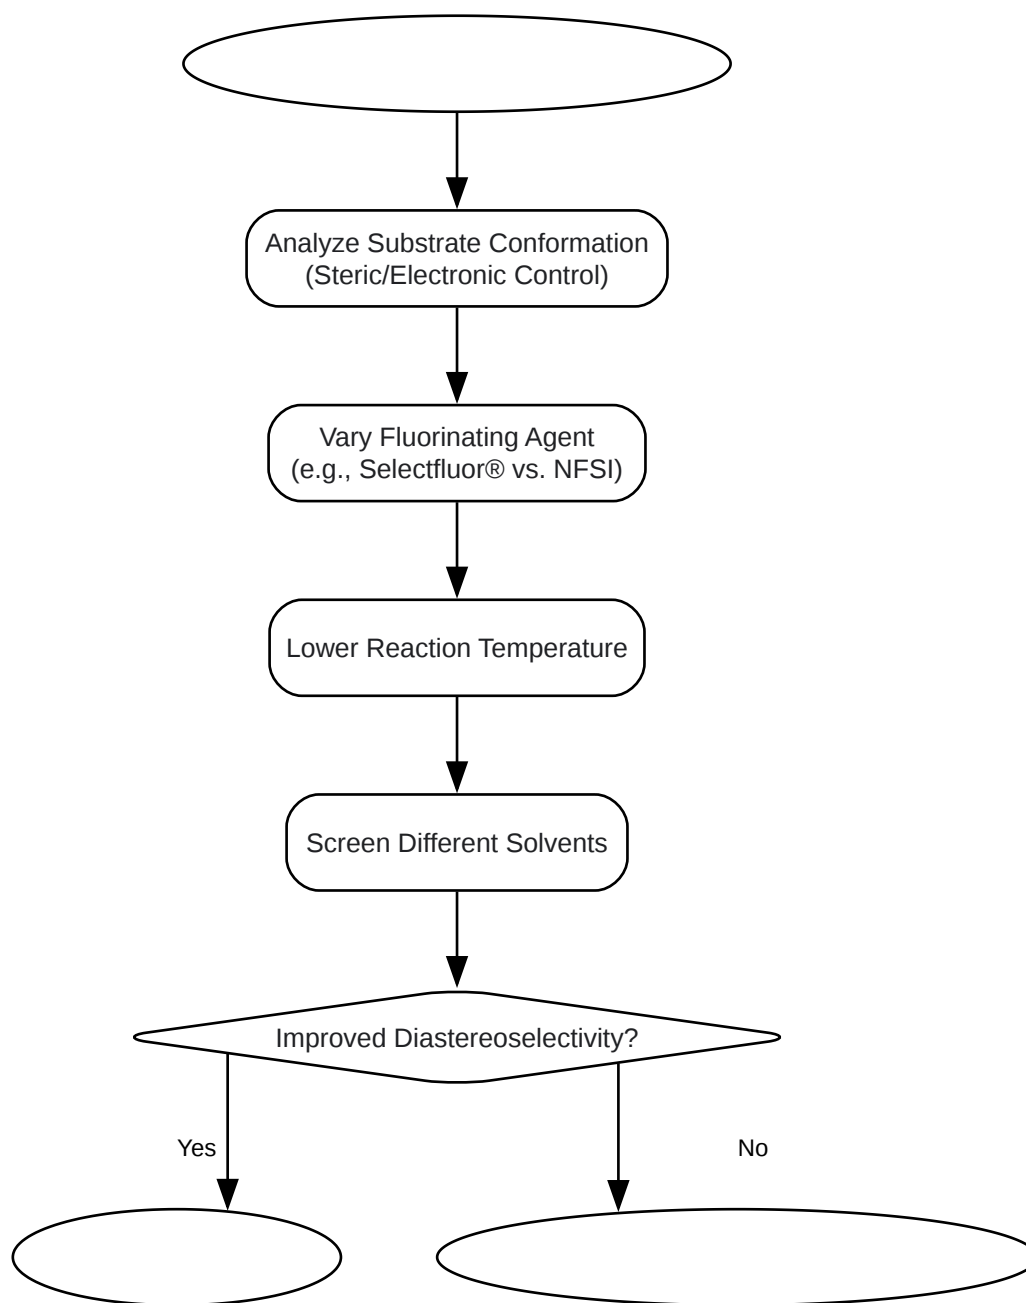 Analyze Substrate Conformation
(Steric/Electronic Control)
Vary Fluorinating Agent
(e.g., Selectfluor® vs. NFSI)
Lower Reaction Temperature
Screen Different Solvents
Improved Diastereoselectivity?
Yes
No